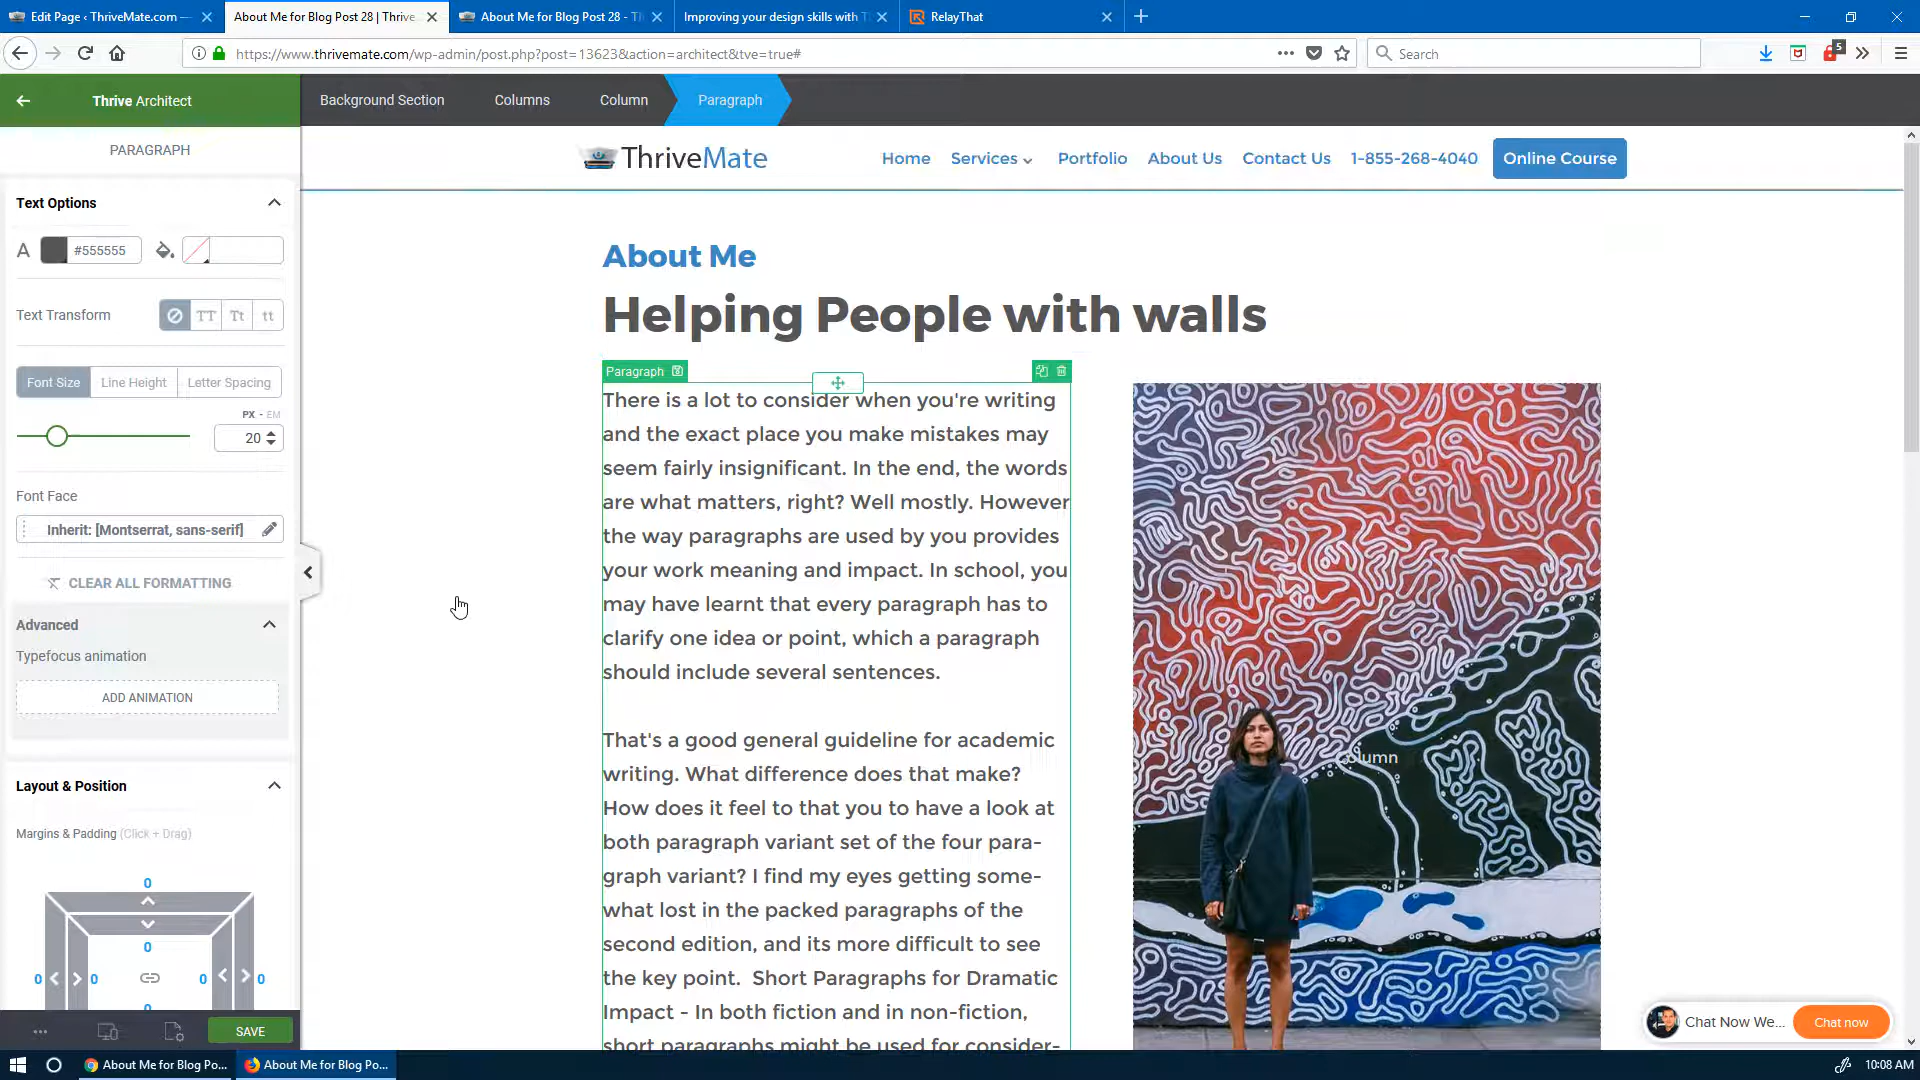 Edit Page ‹ ThriveMate.com —
About Me for Blog Post 28 | Thrive
About Me for Blog Post 28 - T
Improving your design skills with T
RelayThat
https://www.thrivemate.com/wp-admin/post.php?post=13623&action=architect&tve=true#
Search
5
Thrive Architect
Background Section
Columns
Column
Paragraph
PARAGRAPH
Text Options
A
#555555
Text Transform
TT
Tt
tt
Font Size
Line Height
Letter Spacing
PX - EM
20
Font Face
Inherit: [Montserrat, sans-serif]
CLEAR ALL FORMATTING
Advanced
Typefocus animation
ADD ANIMATION
Layout & Position
Margins & Padding (Click + Drag)
0
0
0 0 0 0
0
SAVE
ThriveMate
Home
Services
Portfolio
About Us
Contact Us
1-855-268-4040
Online Course
About Me
Helping People with walls
Paragraph
There is a lot to consider when you're writing
and the exact place you make mistakes may
seem fairly insignificant. In the end, the words
are what matters, right? Well mostly. However
the way paragraphs are used by you provides
your work meaning and impact. In school, you
may have learnt that every paragraph has to
clarify one idea or point, which a paragraph
should include several sentences.
That's a good general guideline for academic
writing. What difference does that make?
How does it feel to that you to have a look at
both paragraph variant set of the four para-
graph variant? I find my eyes getting some-
what lost in the packed paragraphs of the
second edition, and its more difficult to see
the key point.  Short Paragraphs for Dramatic
Impact - In both fiction and in non-fiction,
short paragraphs might be used for consider-
Column
Chat Now We...
Chat now
About Me for Blog Po...
About Me for Blog Po...
10:08 AM